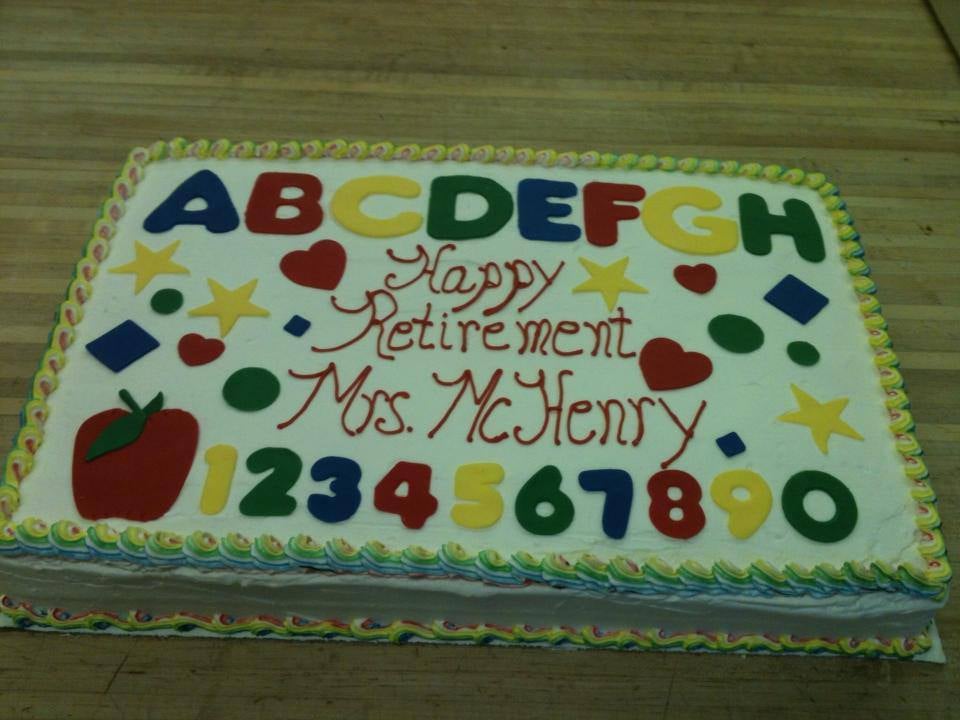 ABCDEFGH
Happy
Retirement
Mrs. McHenry
1234567890